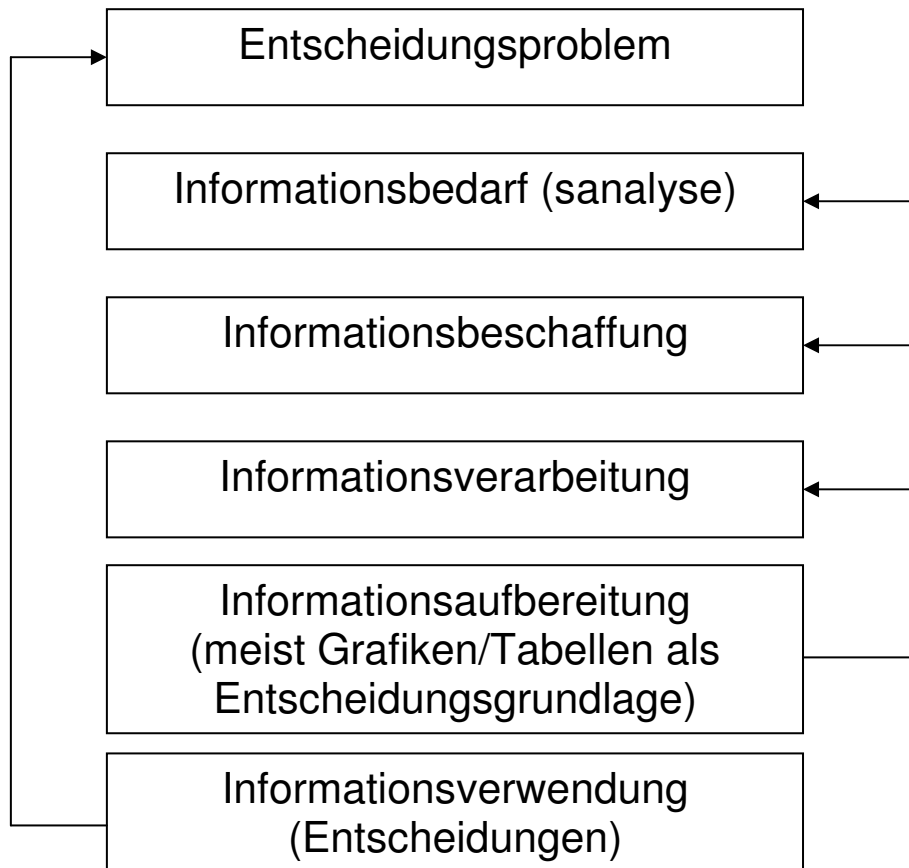 Entscheidungsproblem
Informationsbedarf (sanalyse)
Informationsbeschaffung
Informationsverarbeitung
Informationsaufbereitung
(meist Grafiken/Tabellen als
Entscheidungsgrundlage)
Informationsverwendung
(Entscheidungen)